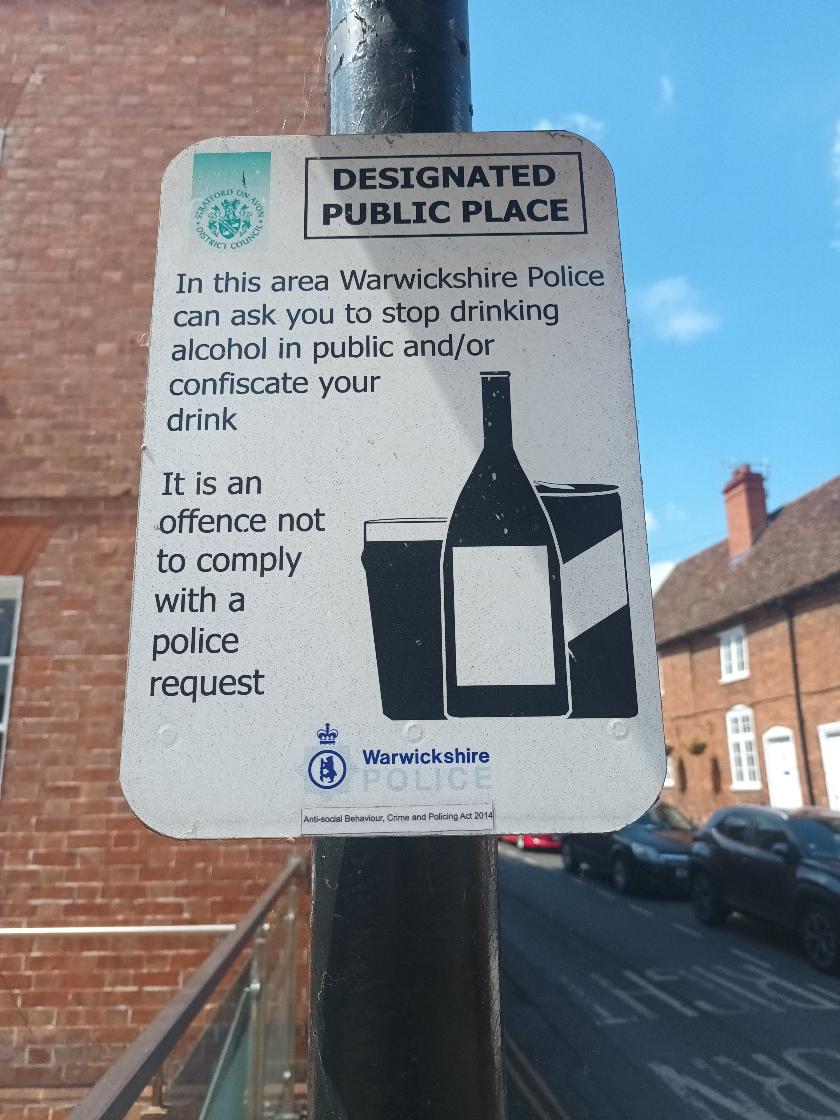 STRATFORD ON AVON
DISTRICT COUNCIL
DESIGNATED
PUBLIC PLACE
In this area Warwickshire Police
can ask you to stop drinking
alcohol in public and/or
confiscate your
drink
It is an
offence not
to comply
with a
police
request
Warwickshire
POLICE
Anti-social Behaviour, Crime and Policing Act 2014